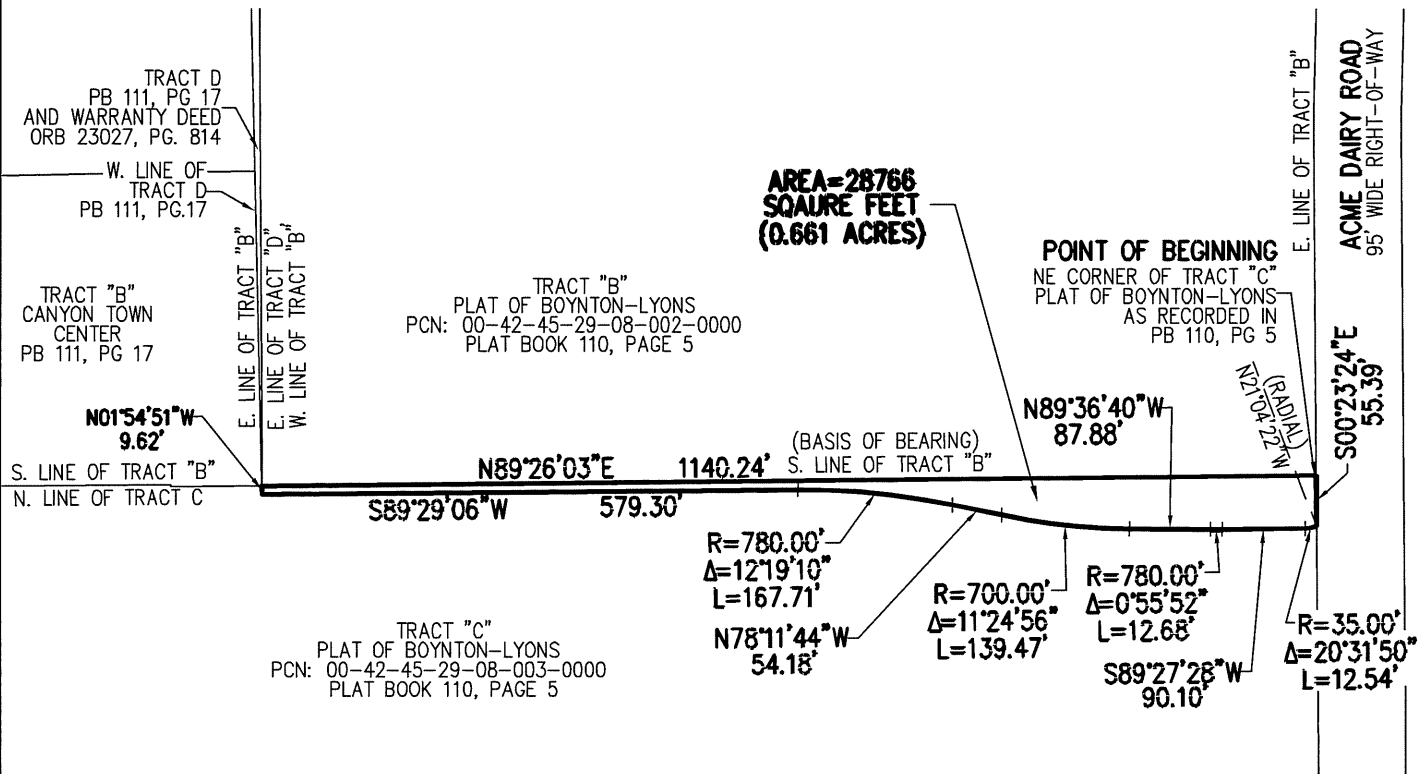 TRACT D
PB 111, PG 17
AND WARRANTY DEED
ORB 23027, PG. 814
W. LINE OF
TRACT D
PB 111, PG.17
TRACT "B"
CANYON TOWN
CENTER
PB 111, PG 17
E. LINE OF TRACT "B"
E. LINE OF TRACT "D",
W. LINE OF TRACT "B"
N01°54'51"W
9.62'
S. LINE OF TRACT "B"
N. LINE OF TRACT C
TRACT "B"
PLAT OF BOYNTON-LYONS
PCN: 00-42-45-29-08-002-0000
PLAT BOOK 110, PAGE 5
AREA=28766
SQAURE FEET
(0.661 ACRES)
POINT OF BEGINNING
NE CORNER OF TRACT "C"
PLAT OF BOYNTON-LYONS
AS RECORDED IN
PB 110, PG 5
E. LINE OF TRACT "B"
ACME DAIRY ROAD
95' WIDE RIGHT-OF-WAY
S00°23'24"E
55.39'
(RADIAL)
N21°04'22"W
N89°36'40"W
87.88'
(BASIS OF BEARING)
N89°26'03"E 1140.24' S. LINE OF TRACT "B"
S89°29'06"W 579.30'
R=780.00'
Δ=12°19'10"
L=167.71'
N78°11'44"W
54.18'
R=700.00'
Δ=11°24'56"
L=139.47'
R=780.00'
Δ=0°55'52"
L=12.68'
S89°27'28"W
90.10'
R=35.00'
Δ=20°31'50"
L=12.54'
TRACT "C"
PLAT OF BOYNTON-LYONS
PCN: 00-42-45-29-08-003-0000
PLAT BOOK 110, PAGE 5